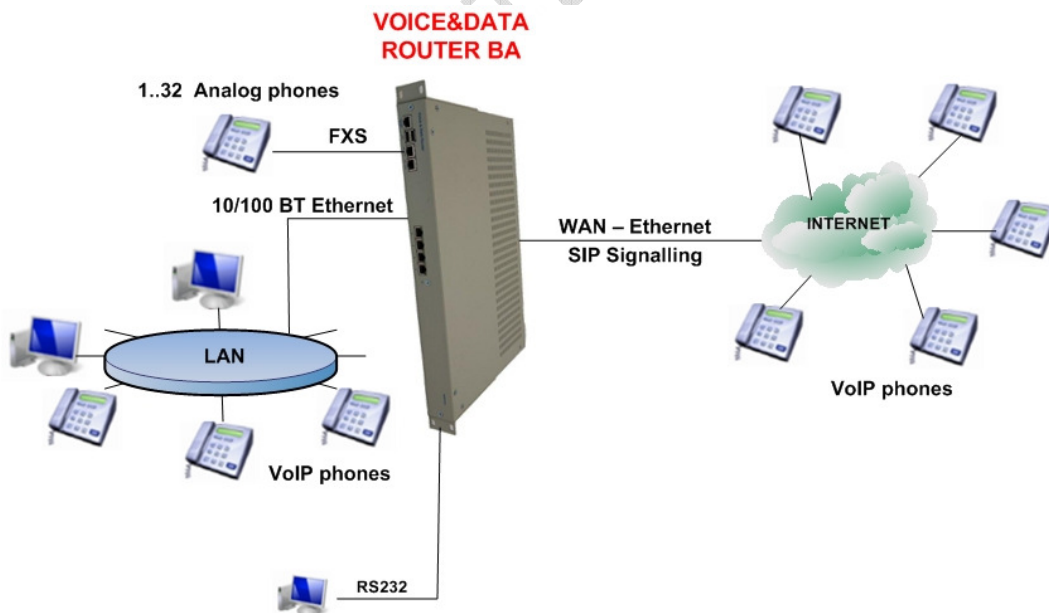 VOICE&DATA
ROUTER BA
1..32 Analog phones
FXS
10/100 BT Ethernet
WAN – Ethernet
SIP Signalling
INTERNET
LAN
VoIP phones
VoIP phones
RS232